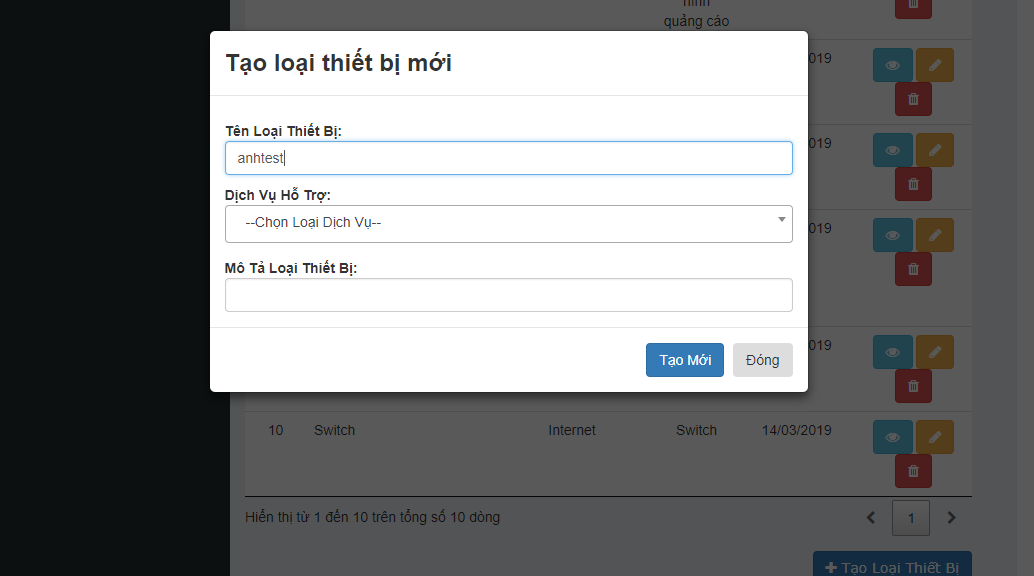 hình
quảng cáo
Tạo loại thiết bị mới
019
Tên Loại Thiết Bị:
anhtest
019
Dịch Vụ Hỗ Trợ:
--Chọn Loại Dịch Vụ--
019
Mô Tả Loại Thiết Bị:
019
Tạo Mới Đóng
10 Switch Internet Switch 14/03/2019
Hiển thị từ 1 đến 10 trên tổng số 10 dòng
1
Tạo Loại Thiết Bị